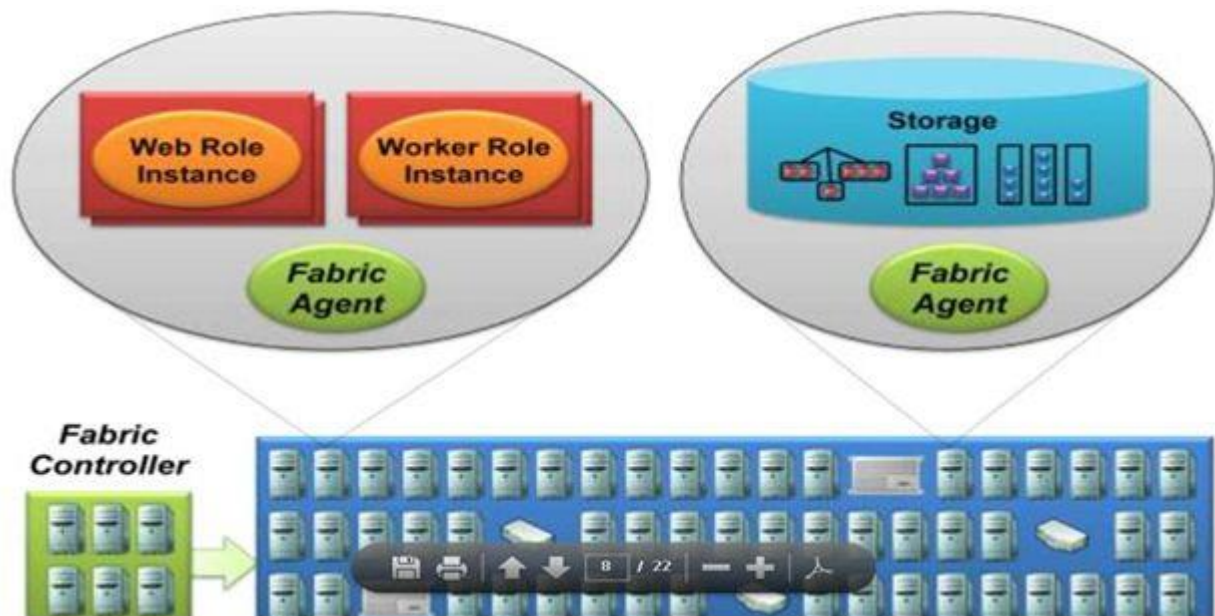 Web Role
Instance
Worker Role
Instance
Fabric
Agent
Storage
Fabric
Agent
Fabric
Controller
8 / 22